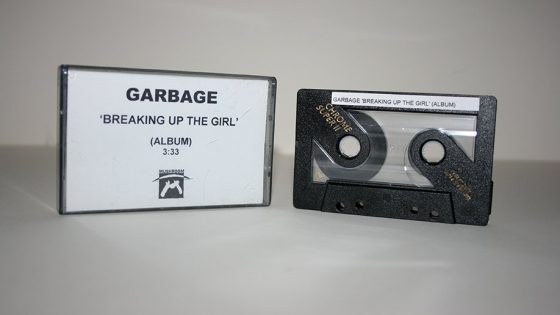 GARBAGE
‘BREAKING UP THE GIRL’
(ALBUM)
3:33
MUSHROOM
GARBAGE 'BREAKING UP THE GIRL' (ALBUM)
CHROME
SUPER II